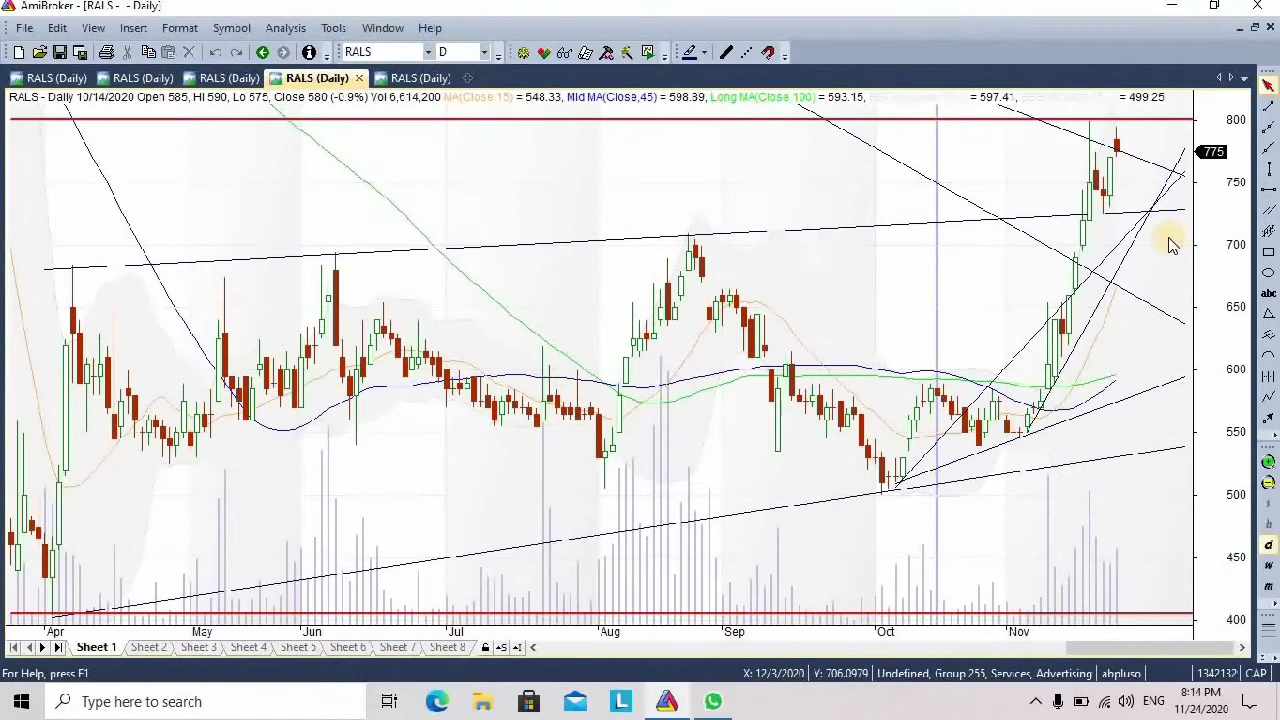 AmiBroker - [RALS - - Daily]
File Edit View Insert Format Symbol Analysis Tools Window Help
RALS D
RALS (Daily) RALS (Daily) RALS (Daily) RALS (Daily) RALS (Daily)
RALS - Daily 10/14/2020 Open 585, Hi 590, Lo 575, Close 580 (-0.9%) Vol 6,614,200 MA(Close,15) = 548.33, Mid MA(Close,45) = 598.89, Long MA(Close,100) = 593.15, = 597.41, = 499.25
800
775
750
700
650
abc
600
550
500
450
400
d
w
m
Apr May Jun Jul Aug Sep Oct Nov
Sheet 1 Sheet 2 Sheet 3 Sheet 4 Sheet 5 Sheet 6 Sheet 7 Sheet 8
For Help, press F1 X: 12/3/2020 Y: 706.0979 Undefined, Group 255, Services, Advertising abpluso 1342132 CAP
Type here to search ENG 8:14 PM
11/24/2020